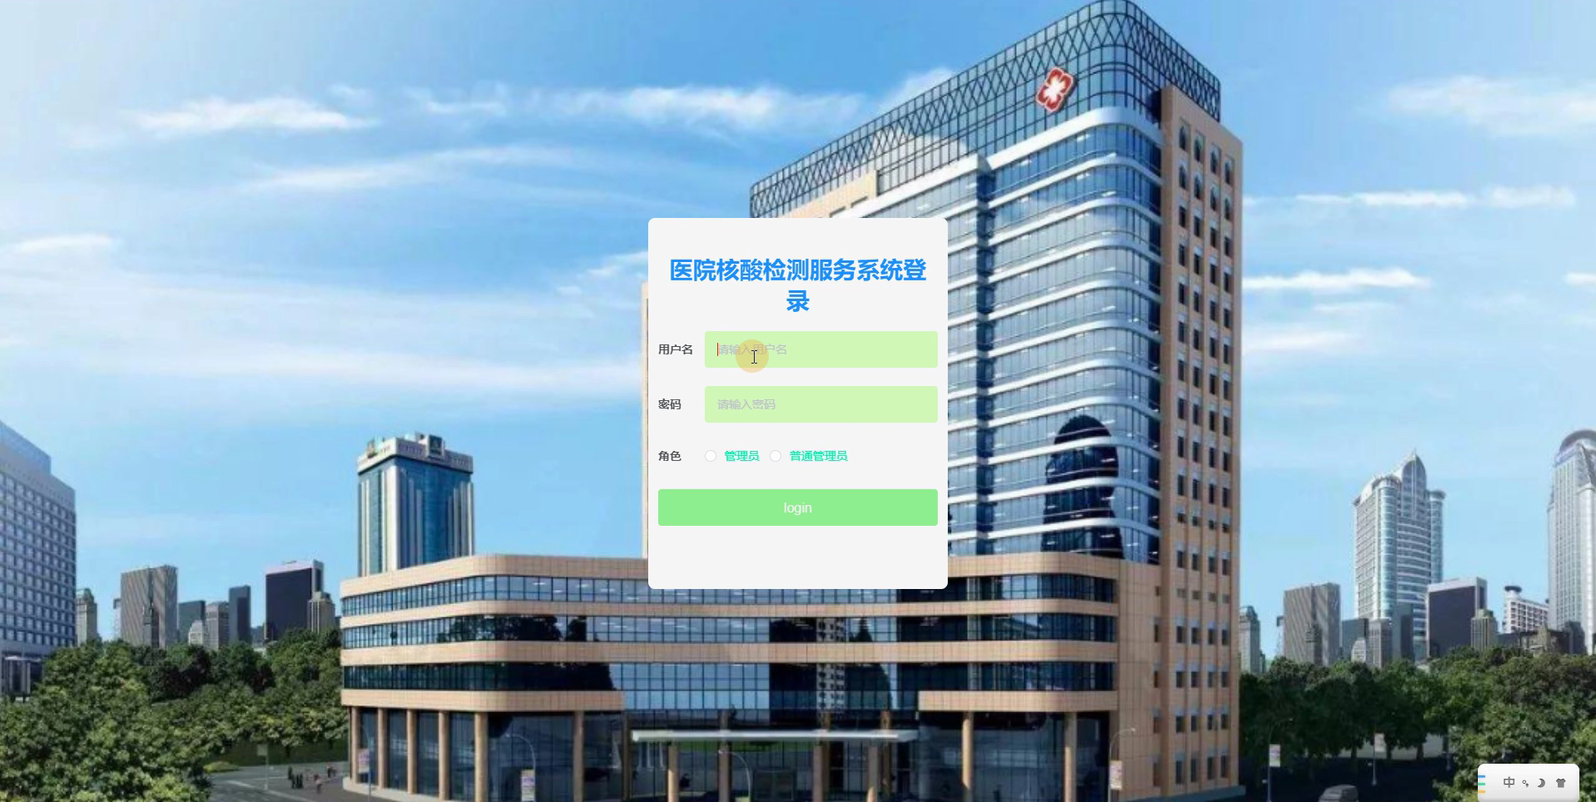 医院核酸检测服务系统登
录
用户名 请输入用户名
密码 请输入密码
角色 管理员 普通管理员
login
中